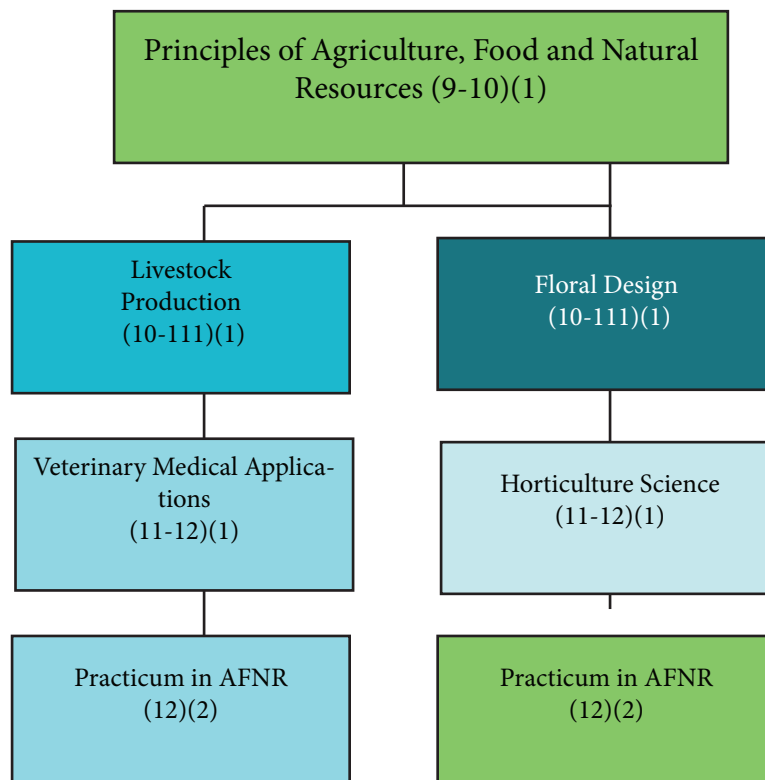 Principles of Agriculture, Food and Natural
Resources (9-10)(1)
Livestock
Production
(10-111)(1)
Floral Design
(10-111)(1)
Veterinary Medical Applica-
tions
(11-12)(1)
Horticulture Science
(11-12)(1)
Practicum in AFNR
(12)(2)
Practicum in AFNR
(12)(2)